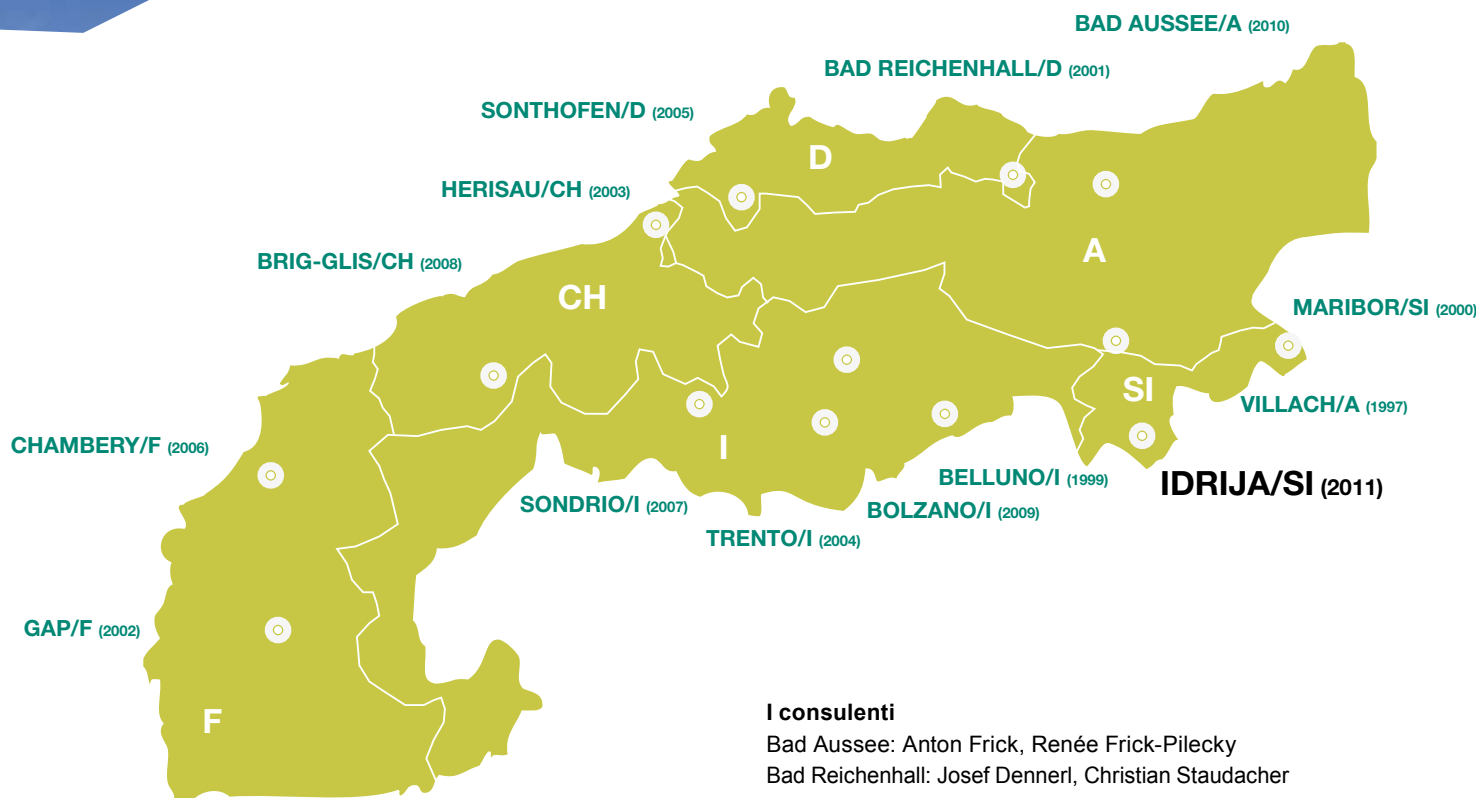 BAD AUSSEE/A (2010)
BAD REICHENHALL/D (2001)
SONTHOFEN/D (2005)
D
HERISAU/CH (2003)
A
BRIG-GLIS/CH (2008)
CH
MARIBOR/SI (2000)
SI
VILLACH/A (1997)
CHAMBERY/F (2006)
I
BELLUNO/I (1999)
IDRIJA/SI (2011)
SONDRIO/I (2007)
BOLZANO/I (2009)
TRENTO/I (2004)
GAP/F (2002)
F
I consulenti
Bad Aussee: Anton Frick, Renée Frick-Pilecky
Bad Reichenhall: Josef Dennerl, Christian Staudacher